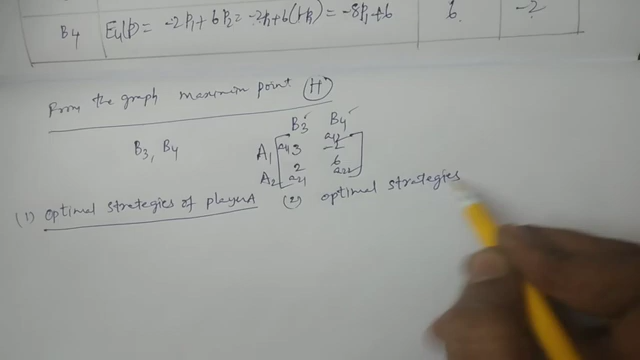 B4 E4(P) = -2P1 + 6P2 = -2P1+6(1-P1) = -8P1+6 6 -2
From the graph maximum point (H)
B3 B4
B3, B4
A1 a11 3 a12 -2
A2 2 a21 6 a22
(1) optimal strategies of player A (2) optimal strategies